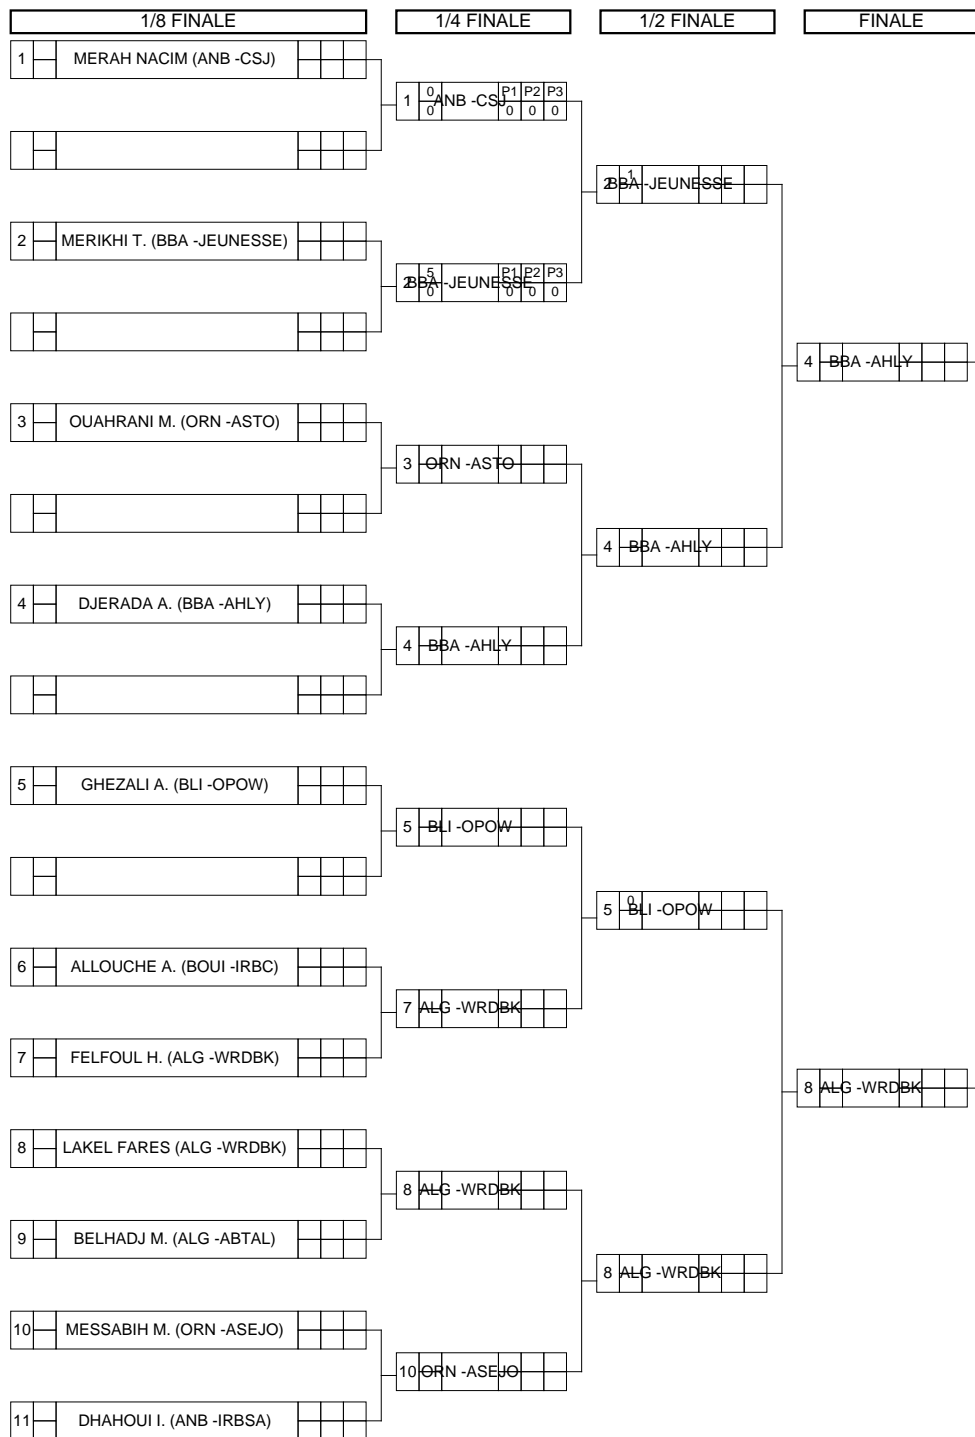 1/8 FINALE
1/4 FINALE
1/2 FINALE
FINALE
1 MERAH NACIM (ANB -CSJ)
1 0 ANB -CSJ P1 P2 P3
0 0 0 0
2 1 BBA -JEUNESSE
2 MERIKHI T. (BBA -JEUNESSE)
2 5 BBA -JEUNESSE P1 P2 P3
0 0 0 0
4 BBA -AHLY
3 OUAHRANI M. (ORN -ASTO)
3 ORN -ASTO
4 BBA -AHLY
4 DJERADA A. (BBA -AHLY)
4 BBA -AHLY
5 GHEZALI A. (BLI -OPOW)
5 BLI -OPOW
5 0 BLI -OPOW
6 ALLOUCHE A. (BOUI -IRBC)
7 ALG -WRDBK
7 FELFOUL H. (ALG -WRDBK)
8 ALG -WRDBK
8 LAKEL FARES (ALG -WRDBK)
8 ALG -WRDBK
9 BELHADJ M. (ALG -ABTAL)
8 ALG -WRDBK
10 MESSABIH M. (ORN -ASEJO)
10 ORN -ASEJO
11 DHAHOUI I. (ANB -IRBSA)